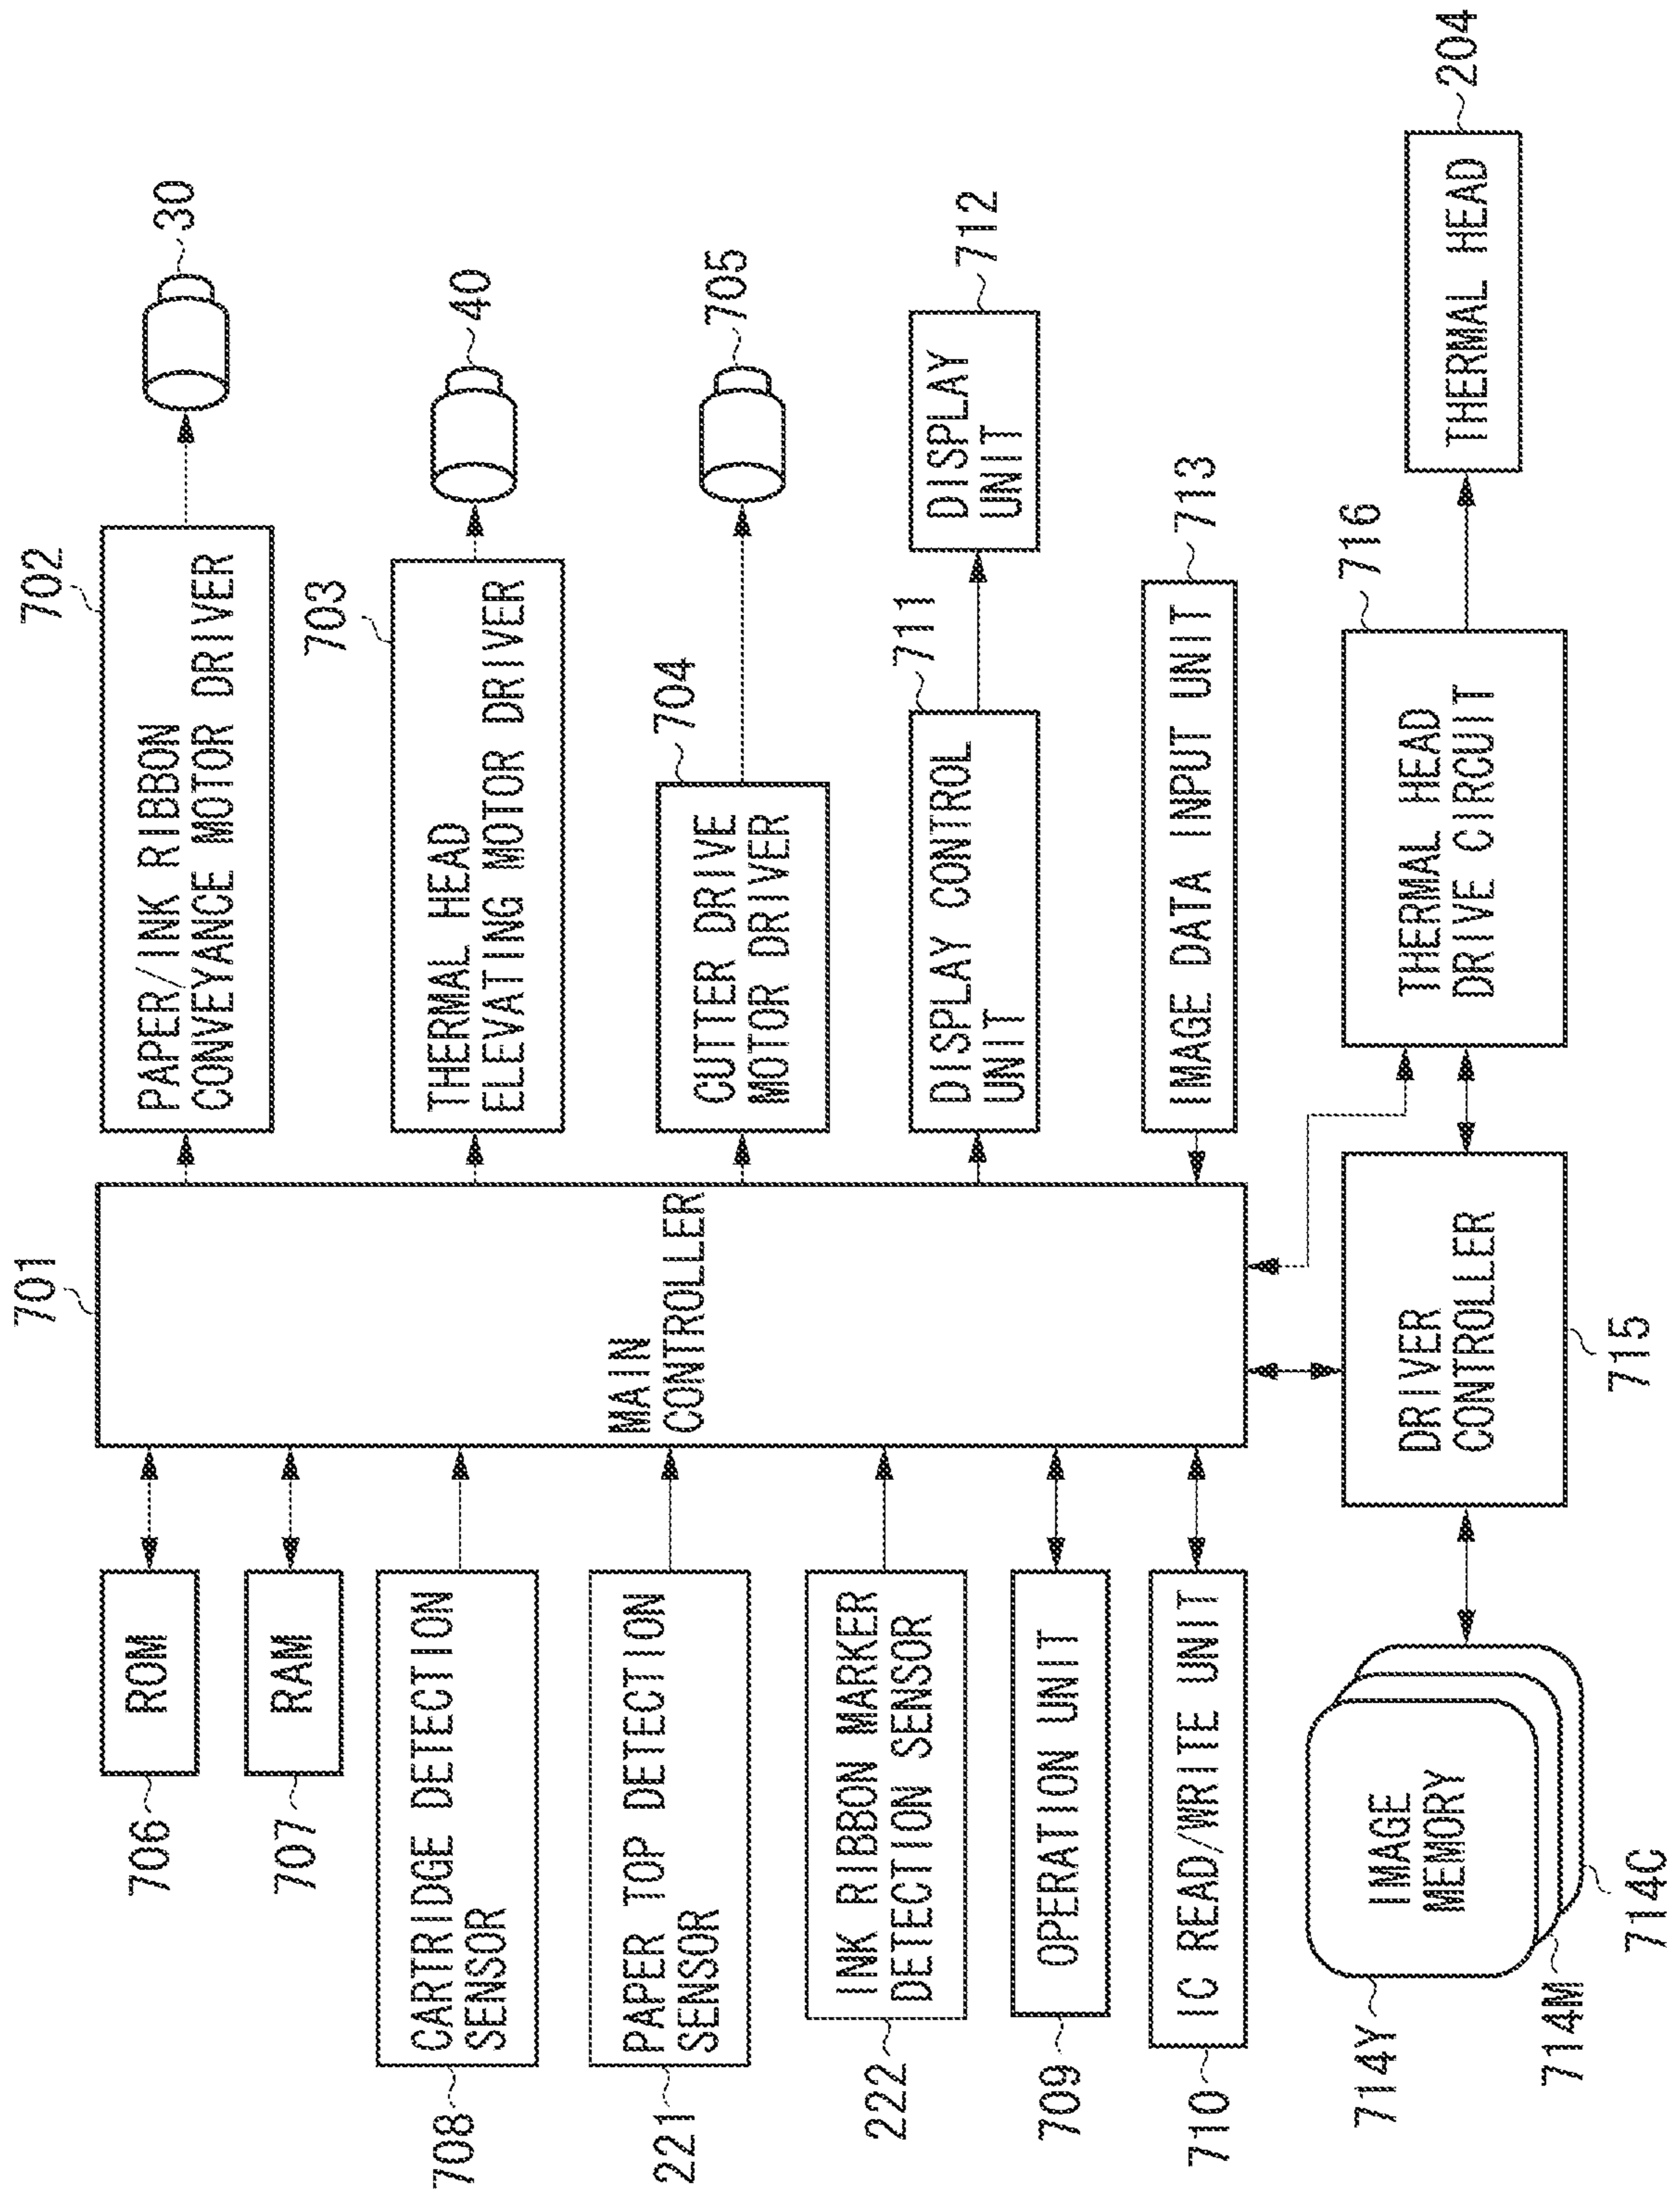 701
MAIN
CONTROLLER
706
ROM
707
RAM
708
CARTRIDGE DETECTION
SENSOR
221
PAPER TOP DETECTION
SENSOR
222
INK RIBBON MARKER
DETECTION SENSOR
709
OPERATION UNIT
710
IC READ/WRITE UNIT
702
PAPER/INK RIBBON
CONVEYANCE MOTOR DRIVER
30
703
THERMAL HEAD
ELEVATING MOTOR DRIVER
40
704
CUTTER DRIVE
MOTOR DRIVER
705
711
DISPLAY CONTROL
UNIT
712
DISPLAY
UNIT
713
IMAGE DATA INPUT UNIT
714Y
IMAGE
MEMORY
714M
714C
DRIVER
CONTROLLER
715
716
THERMAL HEAD
DRIVE CIRCUIT
204
THERMAL HEAD